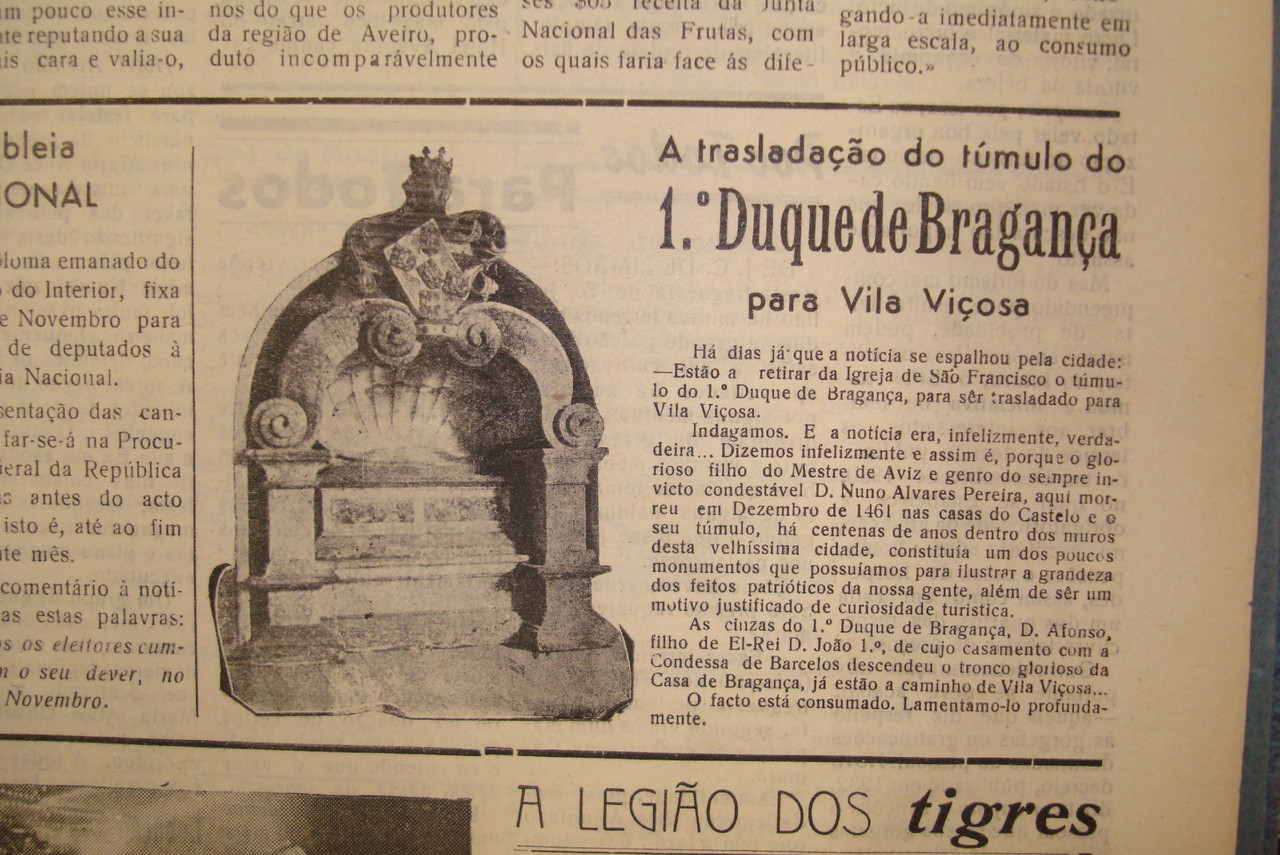 m pouco esse in-
te reputando a sua
is cara e valia-o,
nos do que os produtores
da região de Aveiro, pro-
duto incomparávelmente
receita da Junta
Nacional das Frutas, com
os quais faria face ás dife-
gando-a imediatamente em
larga escala, ao consumo
público.»
bleia
ONAL
loma emanado do
do Interior, fixa
e Novembro para
de deputados à
ia Nacional.
sentação das can-
far-se-á na Procu-
ieral da República
antes do acto
isto é, até ao fim
te mês.
comentário à notí-
as estas palavras:
s os eleitores cum-
m o seu dever, no
Novembro.
A trasladação do túmulo do
1.º Duque de Bragança
para Vila Viçosa
Há dias já que a notícia se espalhou pela cidade:
—Estão a retirar da Igreja de São Francisco o túmu-
lo do 1.º Duque de Bragança, para sêr trasladado para
Vila Viçosa.
Indagamos. E a notícia era, infelizmente, verda-
deira... Dizemos infelizmente e assim é, porque o glo-
rioso filho do Mestre de Aviz e genro do sempre in-
victo condestável D. Nuno Alvares Pereira, aqui mor-
reu em Dezembro de 1461 nas casas do Castelo e o
seu túmulo, há centenas de anos dentro dos muros
desta velhíssima cidade, constituía um dos poucos
monumentos que possuíamos para ilustrar a grandeza
dos feitos patrióticos da nossa gente, além de sêr um
motivo justificado de curiosidade turistica.
As cinzas do 1.º Duque de Bragança, D. Afonso,
filho de El-Rei D. João 1.º, de cujo casamento com a
Condessa de Barcelos descendeu o tronco glorioso da
Casa de Bragança, já estão a caminho de Vila Viçosa...
O facto está consumado. Lamentamo-lo profunda-
mente.
A LEGIÃO DOS tigres